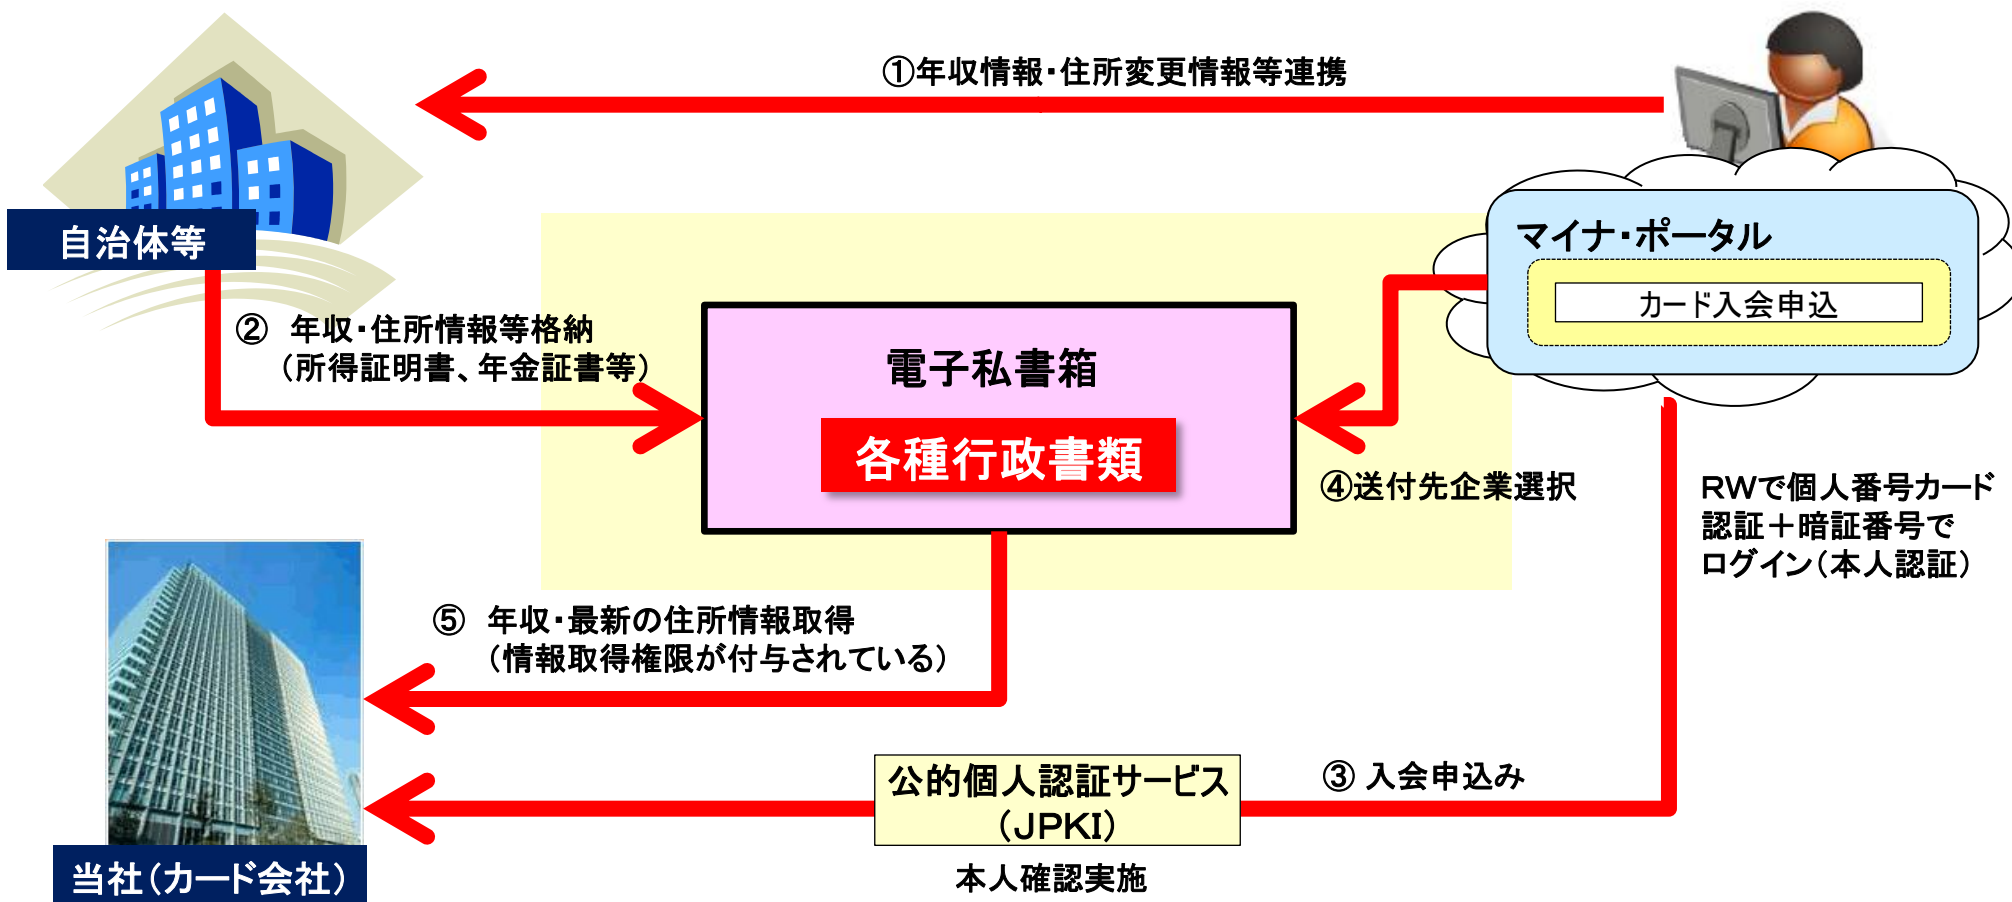 ①年収情報・住所変更情報等連携
自治体等
マイナ・ポータル
カード入会申込
② 年収・住所情報等格納
（所得証明書、年金証書等）
電子私書箱
各種行政書類
④送付先企業選択
RWで個人番号カード
認証＋暗証番号で
ログイン（本人認証）
⑤ 年収・最新の住所情報取得
（情報取得権限が付与されている）
③ 入会申込み
公的個人認証サービス
（JPKI）
本人確認実施
当社（カード会社）